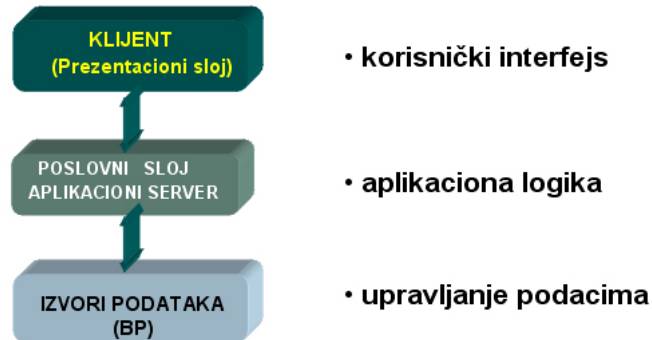 KLIJENT
(Prezentacioni sloj)
• korisnički interfejs
POSLOVNI SLOJ
APLIKACIONI SERVER
• aplikaciona logika
IZVORI PODATAKA
(BP)
• upravljanje podacima